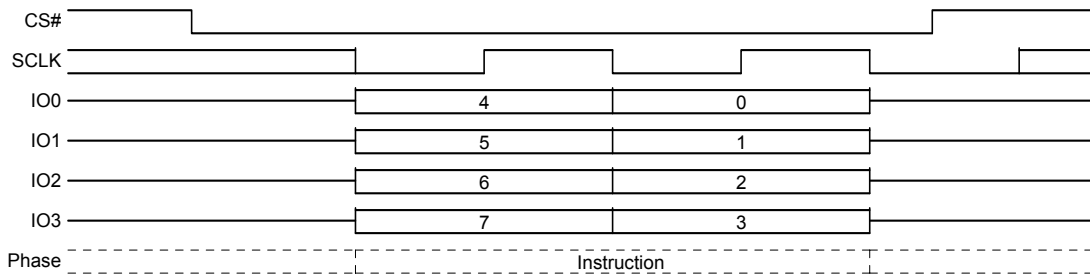 CS#
SCLK
IO0 4 0
IO1 5 1
IO2 6 2
IO3 7 3
Phase Instruction